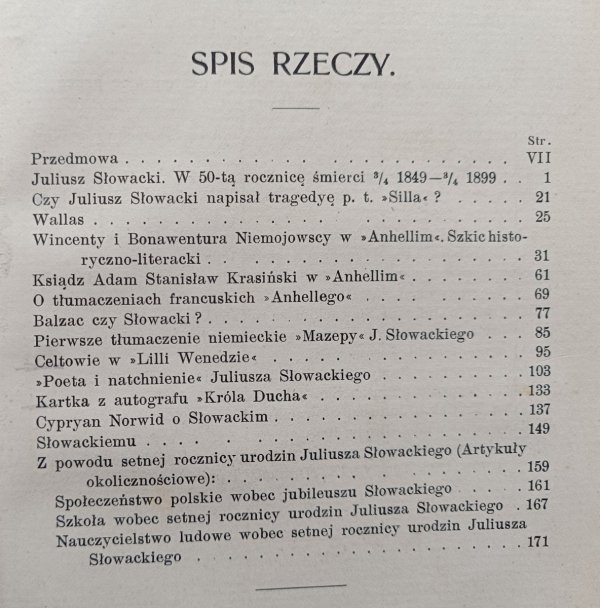 SPIS RZECZY.
Str.
Przedmowa . . . . . . . . . . . . . . . . . . . . VII
Juliusz Słowacki. W 50-tą rocznicę śmierci ³/₄ 1849—³/₄ 1899 . . 1
Czy Juliusz Słowacki napisał tragedyę p. t. »Silla« ? . . . . . 21
Wallas . . . . . . . . . . . . . . . . . . . . . . 25
Wincenty i Bonawentura Niemojowscy w »Anhellim«. Szkic histo-
ryczno-literacki . . . . . . . . . . . . . . . . 31
Ksiądz Adam Stanisław Krasiński w »Anhellim« . . . . . . . 61
O tłumaczeniach francuskich »Anhellego« . . . . . . . . . . 69
Balzac czy Słowacki ? . . . . . . . . . . . . . . . . 77
Pierwsze tłumaczenie niemieckie »Mazepy« J. Słowackiego . . . . 85
Celtowie w »Lilli Wenedzie« . . . . . . . . . . . . . . 95
»Poeta i natchnienie« Juliusza Słowackiego . . . . . . . . . 103
Kartka z autografu »Króla Ducha« . . . . . . . . . . . . 133
Cypryan Norwid o Słowackim . . . . . . . . . . . . . . 137
Słowackiemu . . . . . . . . . . . . . . . . . . . . 149
Z powodu setnej rocznicy urodzin Juliusza Słowackiego (Artykuły
okolicznościowe): . . . . . . . . . . . . . . . . 159
Społeczeństwo polskie wobec jubileuszu Słowackiego . . . . 161
Szkoła wobec setnej rocznicy urodzin Juliusza Słowackiego . 167
Nauczycielstwo ludowe wobec setnej rocznicy urodzin Juliusza
Słowackiego . . . . . . . . . . . . . . . . . . 171